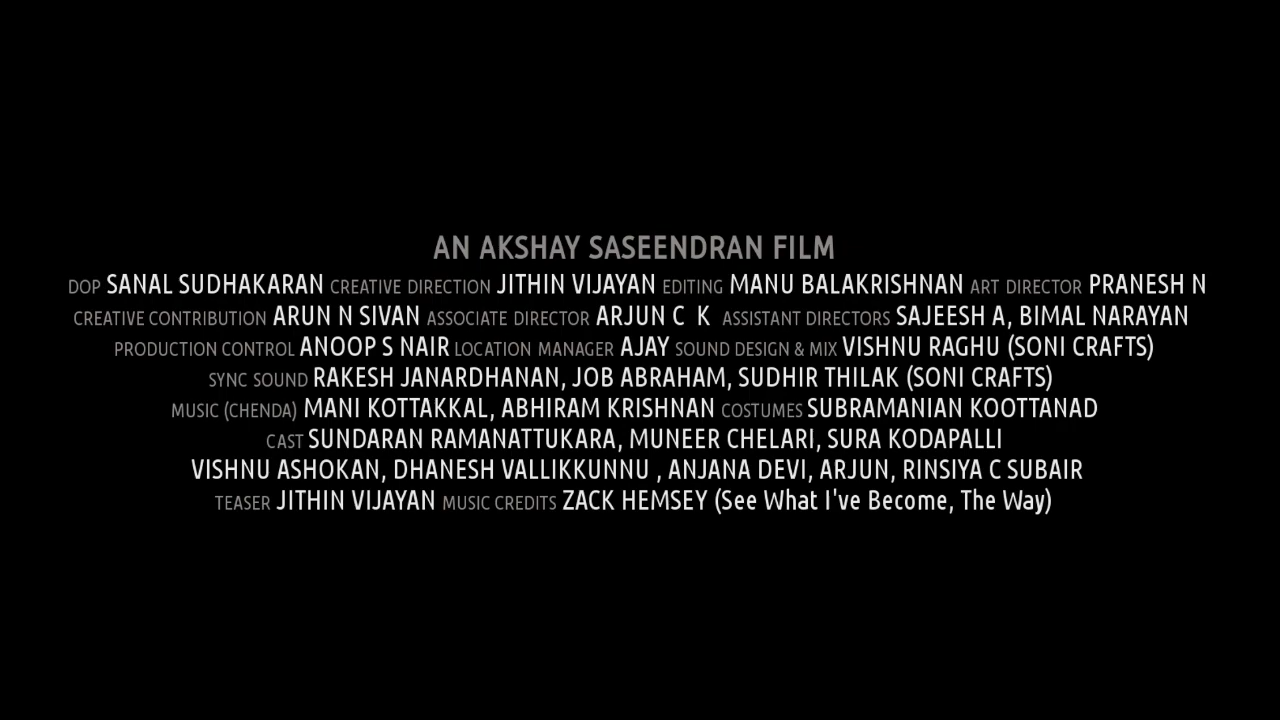 AN AKSHAY SASEENDRAN FILM
DOP SANAL SUDHAKARAN CREATIVE DIRECTION JITHIN VIJAYAN EDITING MANU BALAKRISHNAN ART DIRECTOR PRANESH N
CREATIVE CONTRIBUTION ARUN N SIVAN ASSOCIATE DIRECTOR ARJUN C K ASSISTANT DIRECTORS SAJEESH A, BIMAL NARAYAN
PRODUCTION CONTROL ANOOP S NAIR LOCATION MANAGER AJAY SOUND DESIGN & MIX VISHNU RAGHU (SONI CRAFTS)
SYNC SOUND RAKESH JANARDHANAN, JOB ABRAHAM, SUDHIR THILAK (SONI CRAFTS)
MUSIC (CHENDA) MANI KOTTAKKAL, ABHIRAM KRISHNAN COSTUMES SUBRAMANIAN KOOTTANAD
CAST SUNDARAN RAMANATTUKARA, MUNEER CHELARI, SURA KODAPALLI
VISHNU ASHOKAN, DHANESH VALLIKKUNNU , ANJANA DEVI, ARJUN, RINSIYA C SUBAIR
TEASER JITHIN VIJAYAN MUSIC CREDITS ZACK HEMSEY (See What I've Become, The Way)